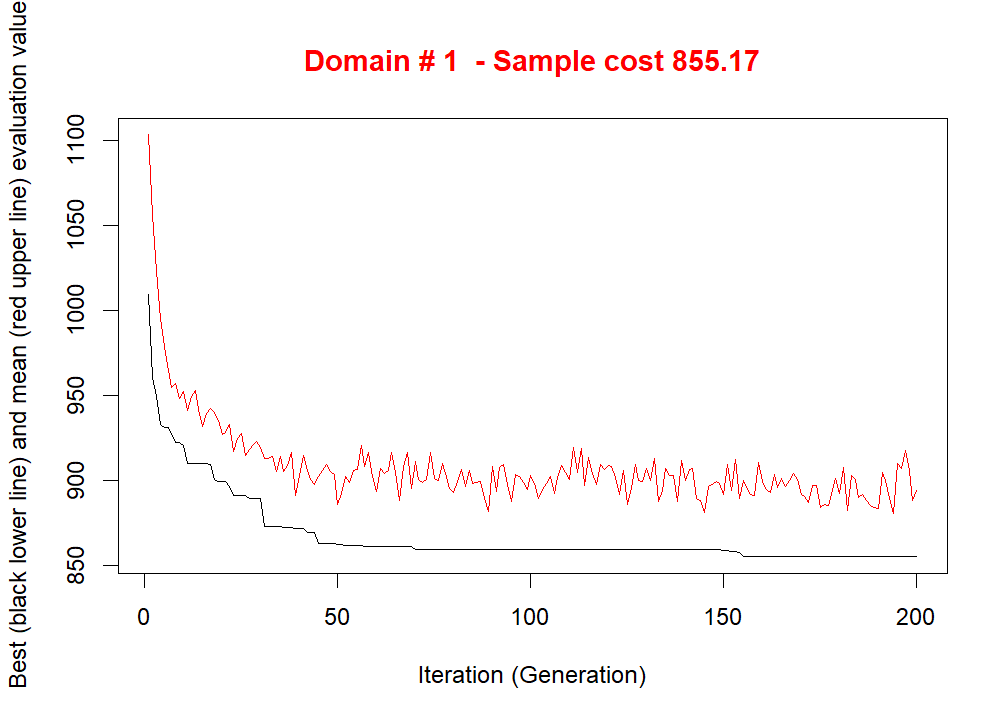 Domain # 1  - Sample cost 855.17
Best (black lower line) and mean (red upper line) evaluation value
1100
1050
1000
950
900
850
0 50 100 150 200
Iteration (Generation)